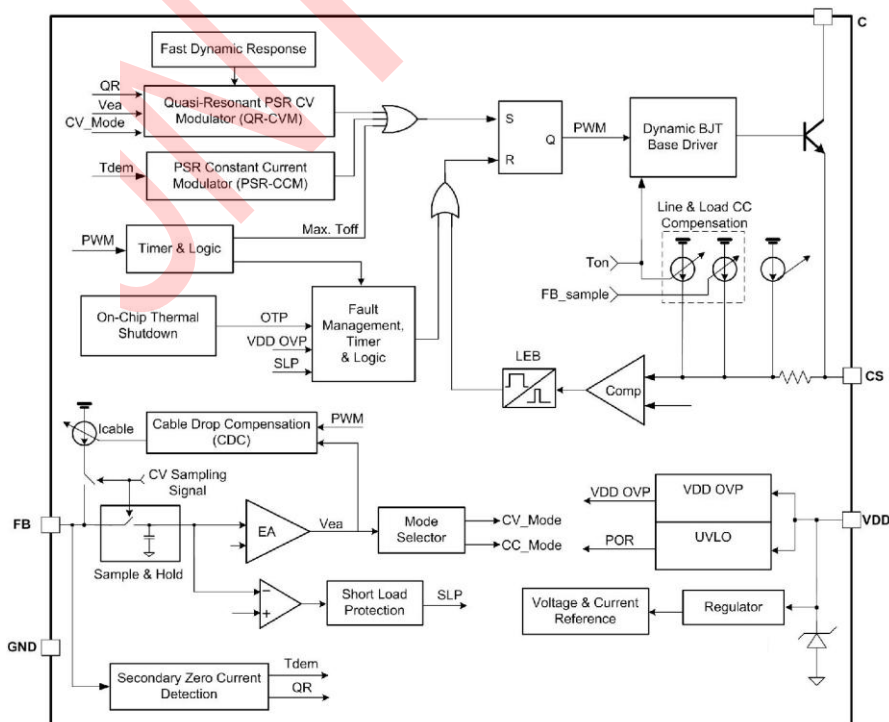 C
Fast Dynamic Response
QR
Vea
CV_Mode
Quasi-Resonant PSR CV
Modulator (QR-CVM)
Tdem
PSR Constant Current
Modulator (PSR-CCM)
S
R
Q
PWM
Dynamic BJT
Base Driver
PWM
Timer & Logic
Max. Toff
Line & Load CC
Compensation
Ton
FB_sample
On-Chip Thermal
Shutdown
OTP
VDD OVP
SLP
Fault
Management,
Timer
& Logic
LEB
Comp
CS
Icable
Cable Drop Compensation
(CDC)
PWM
CV Sampling
Signal
FB
Sample & Hold
EA
Vea
Mode
Selector
CV_Mode
CC_Mode
VDD OVP
VDD OVP
POR
UVLO
VDD
−
+
Short Load
Protection
SLP
Voltage & Current
Reference
Regulator
GND
Secondary Zero Current
Detection
Tdem
QR